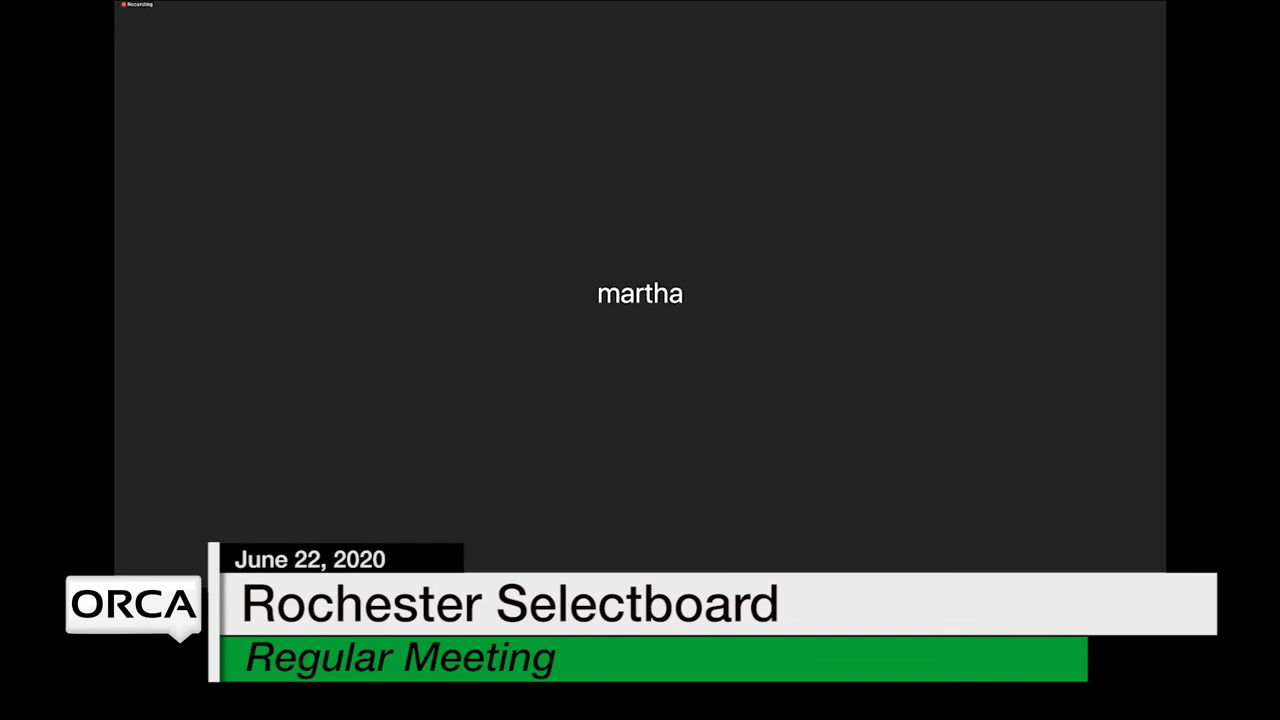 Recording
martha
June 22, 2020
ORCA
Rochester Selectboard
Regular Meeting